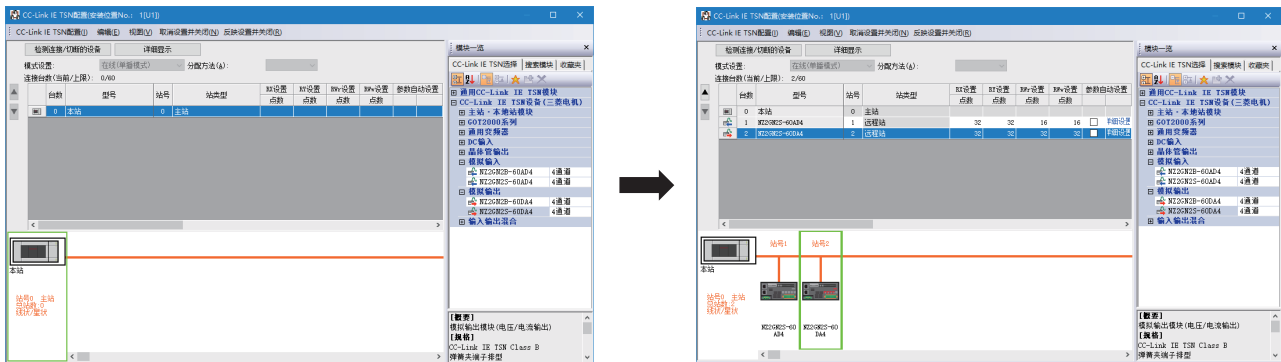 CC-Link IE TSN配置(安装位置No.: 1[U1])
CC-Link IE TSN配置(I) 编辑(E) 视图(V) 取消设置并关闭(N) 反映设置并关闭(R)
检测连接/切断的设备 详细显示
模式设置: 在线(单播模式) 分配方法(A):
连接台数(当前/上限): 0/60
台数 型号 站号 站类型 RX设置 RY设置 RWr设置 RWw设置 参数自动设置
点数 点数 点数 点数
0 本站 0 主站
本站
站号0 主站
总站数:0
线状/星状
模块一览
CC-Link IE TSN选择 搜索模块 收藏夹
通用CC-Link IE TSN模块
CC-Link IE TSN设备(三菱电机)
主站·本地站模块
GOT2000系列
通用变频器
DC输入
晶体管输出
模拟输入
NZ2GN2B-60AD4 4通道
NZ2GN2S-60AD4 4通道
模拟输出
NZ2GN2B-60DA4 4通道
NZ2GN2S-60DA4 4通道
输入输出混合
[概要]
模拟输出模块(电压/电流输出)
[规格]
CC-Link IE TSN Class B
弹簧夹端子排型
CC-Link IE TSN配置(安装位置No.: 1[U1])
CC-Link IE TSN配置(I) 编辑(E) 视图(V) 取消设置并关闭(N) 反映设置并关闭(R)
检测连接/切断的设备 详细显示
模式设置: 在线(单播模式) 分配方法(A):
连接台数(当前/上限): 2/60
台数 型号 站号 站类型 RX设置 RY设置 RWr设置 RWw设置 参数自动设置
点数 点数 点数 点数
0 本站 0 主站
1 NZ2GN2S-60AD4 1 远程站 32 32 16 16 详细设置
2 NZ2GN2S-60DA4 2 远程站 32 32 32 32 详细设置
站号1 站号2
本站
站号0 主站
总站数:2
线状/星状
NZ2GN2S-60
AD4
NZ2GN2S-60
DA4
模块一览
CC-Link IE TSN选择 搜索模块 收藏夹
通用CC-Link IE TSN模块
CC-Link IE TSN设备(三菱电机)
主站·本地站模块
GOT2000系列
通用变频器
DC输入
晶体管输出
模拟输入
NZ2GN2B-60AD4 4通道
NZ2GN2S-60AD4 4通道
模拟输出
NZ2GN2B-60DA4 4通道
NZ2GN2S-60DA4 4通道
输入输出混合
[概要]
模拟输出模块(电压/电流输出)
[规格]
CC-Link IE TSN Class B
弹簧夹端子排型